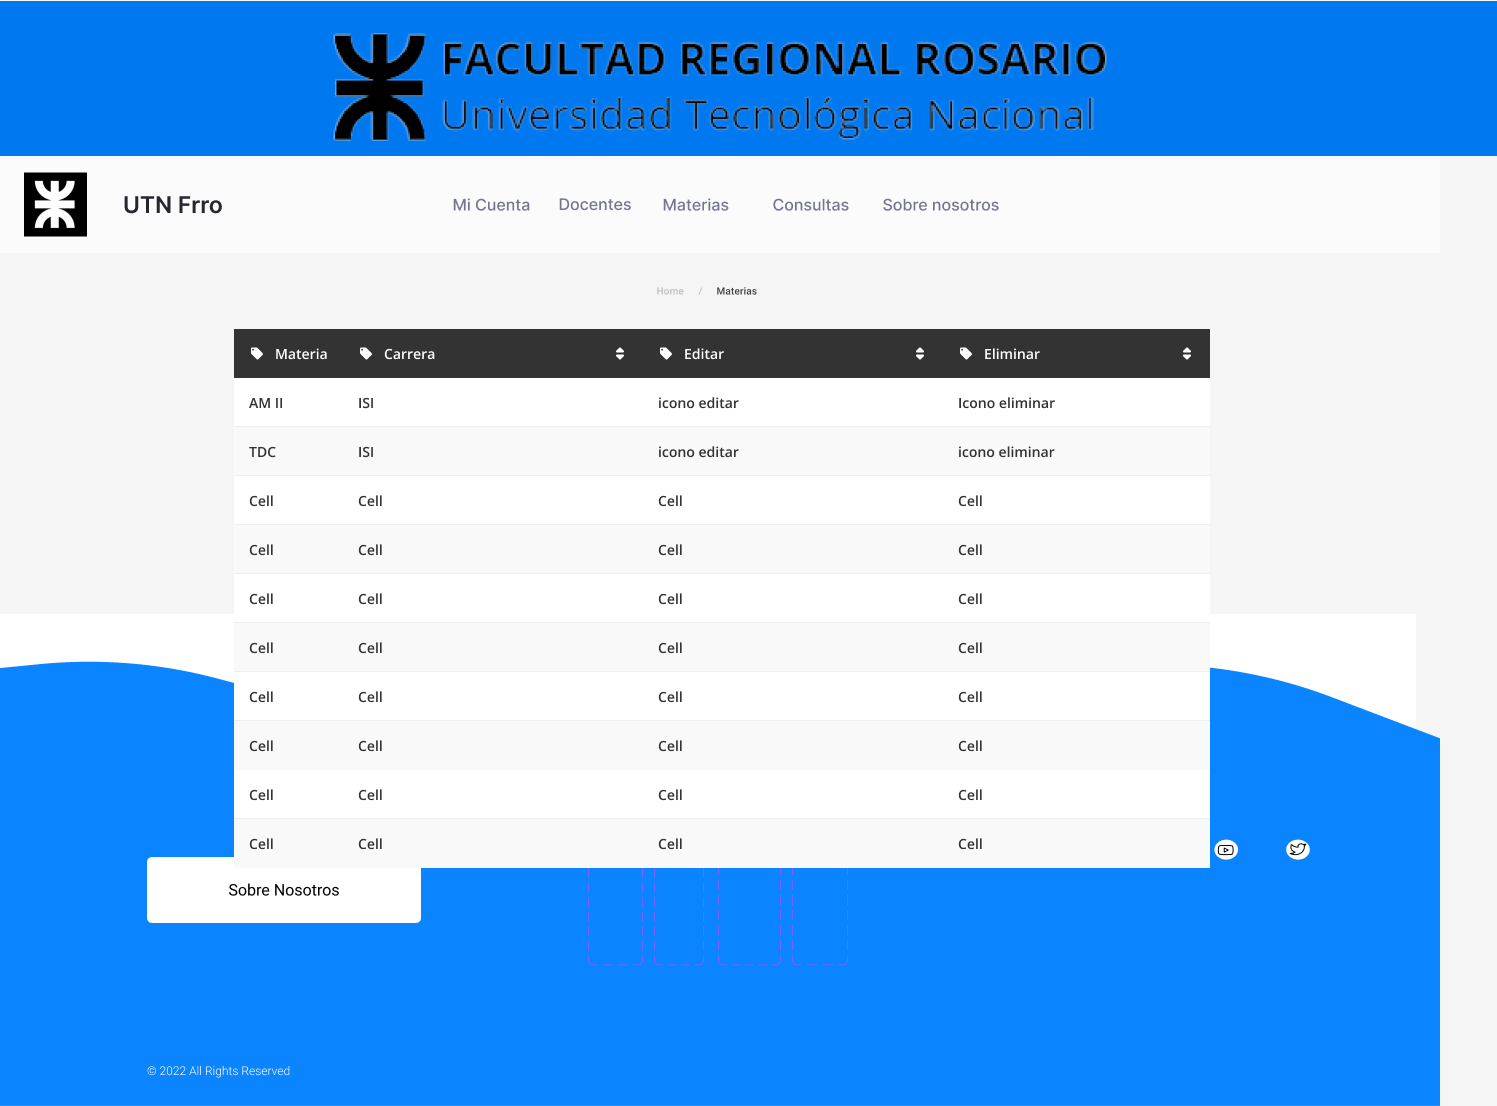 FACULTAD REGIONAL ROSARIO
Universidad Tecnológica Nacional
UTN Frro
Mi Cuenta Docentes Materias Consultas Sobre nosotros
Home / Materias
Materia Carrera Editar Eliminar
AM II ISI icono editar Icono eliminar
TDC ISI icono editar icono eliminar
Cell Cell Cell Cell
Cell Cell Cell Cell
Cell Cell Cell Cell
Cell Cell Cell Cell
Cell Cell Cell Cell
Cell Cell Cell Cell
Cell Cell Cell Cell
Cell Cell Cell Cell
Sobre Nosotros
© 2022 All Rights Reserved